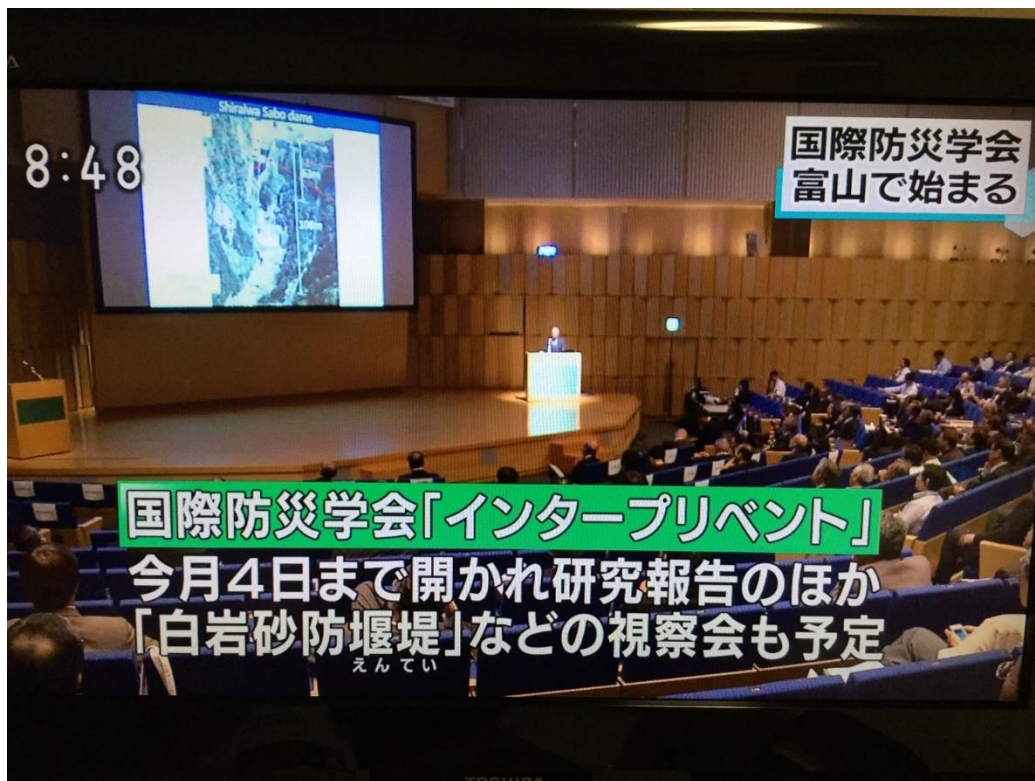 Shiraiwa Sabo dams
8:48
国際防災学会
富山で始まる
63m
108m
国際防災学会「インタープリベント」
今月4日まで開かれ研究報告のほか
「白岩砂防堰堤」などの視察会も予定
えんてい
TOSHIBA